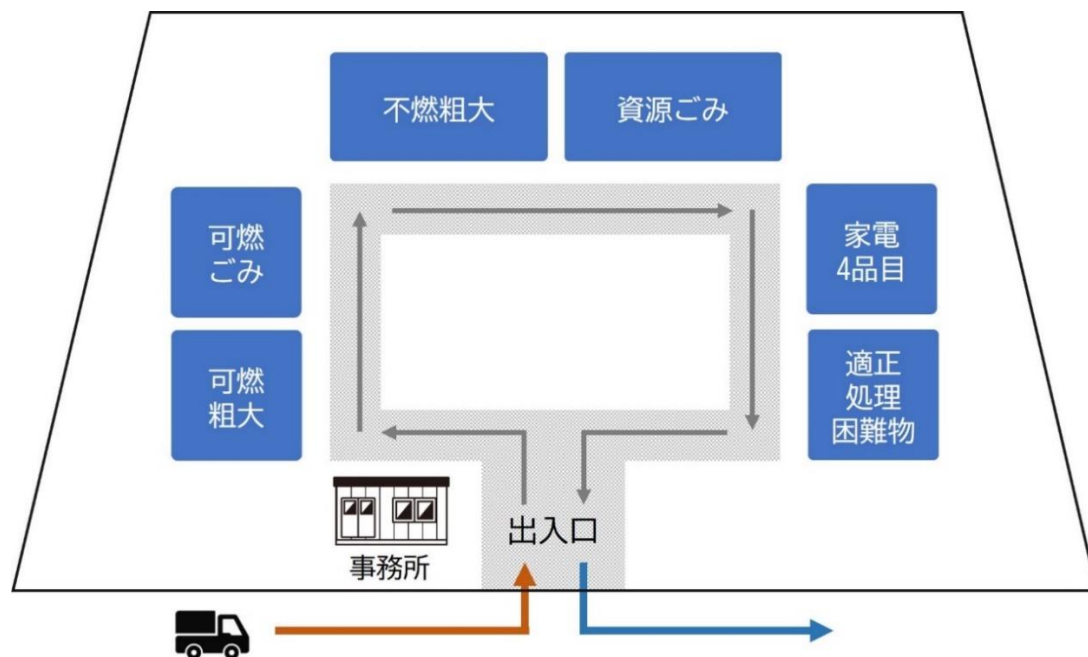 不燃粗大
資源ごみ
可燃
ごみ
家電
4品目
可燃
粗大
適正
処理
困難物
出入口
事務所